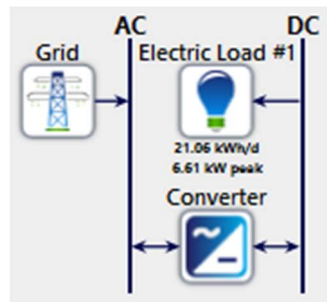 AC DC
Grid Electric Load #1
21.06 kWh/d
6.61 kW peak
Converter